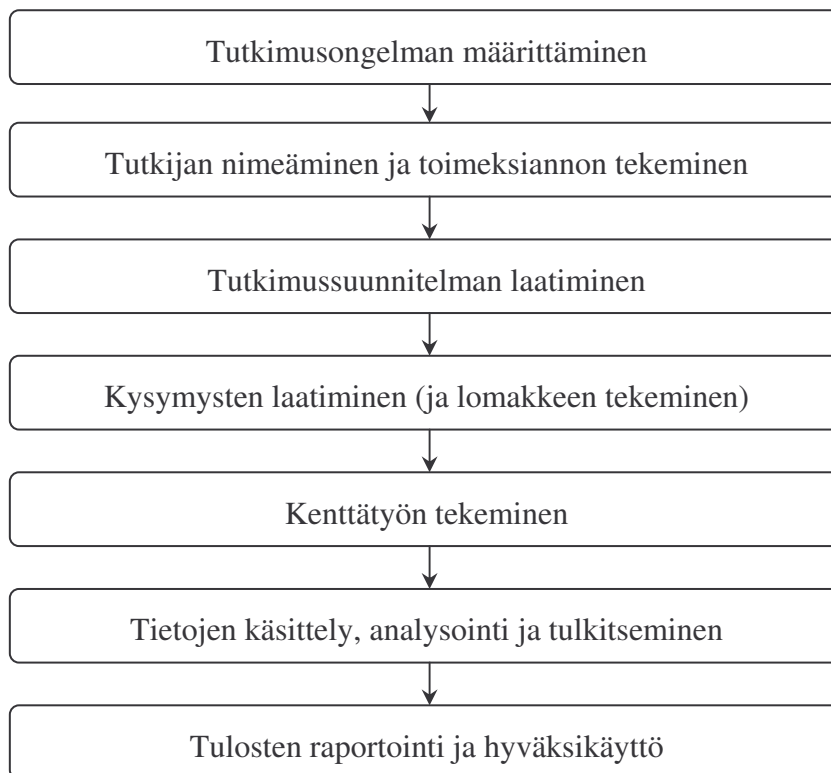 Tutkimusongelman määrittäminen
Tutkijan nimeäminen ja toimeksiannon tekeminen
Tutkimussuunnitelman laatiminen
Kysymysten laatiminen (ja lomakkeen tekeminen)
Kenttätyön tekeminen
Tietojen käsittely, analysointi ja tulkitseminen
Tulosten raportointi ja hyväksikäyttö